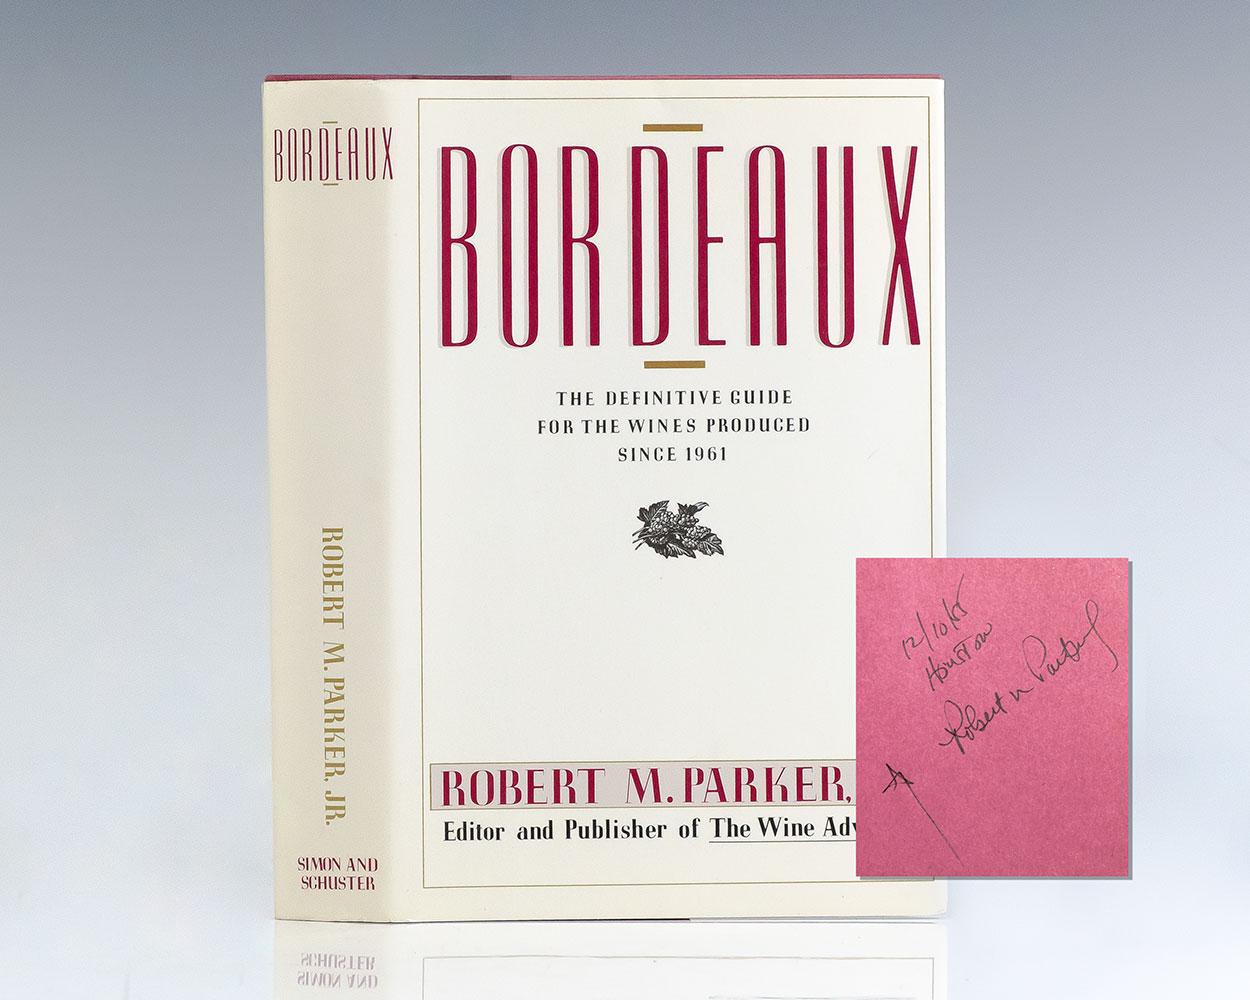 BORDEAUX
ROBERT M. PARKER, JR.
SIMON AND
SCHUSTER
BORDEAUX
THE DEFINITIVE GUIDE
FOR THE WINES PRODUCED
SINCE 1961
ROBERT M. PARKER,
Editor and Publisher of The Wine Adv
12/10/85
Houston
Robert M Parker